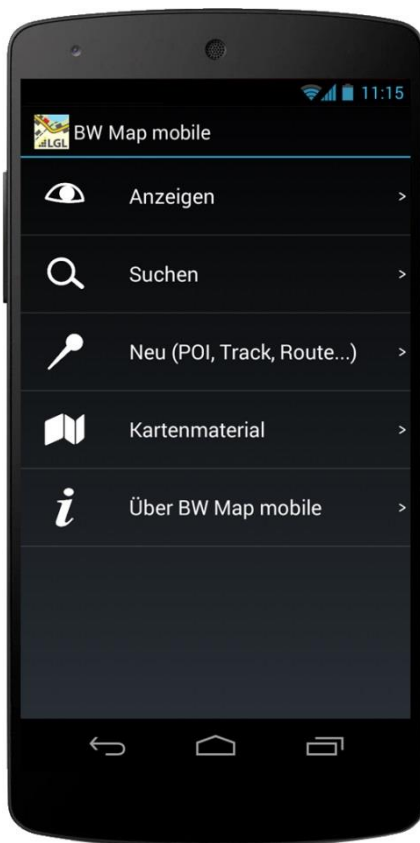 11:15
LGL
BW Map mobile
Anzeigen >
Suchen >
Neu (POI, Track, Route...) >
Kartenmaterial >
i Über BW Map mobile >